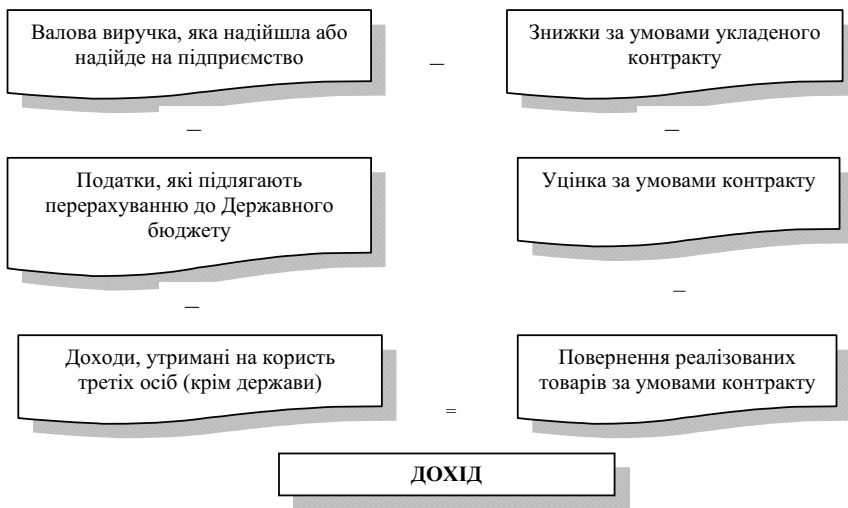 Валова виручка, яка надійшла або
надійде на підприємство
–
Знижки за умовами укладеного
контракту
–
–
Податки, які підлягають
перерахуванню до Державного
бюджету
Уцінка за умовами контракту
–
–
Доходи, утримані на користь
третіх осіб (крім держави)
=
Повернення реалізованих
товарів за умовами контракту
ДОХІД